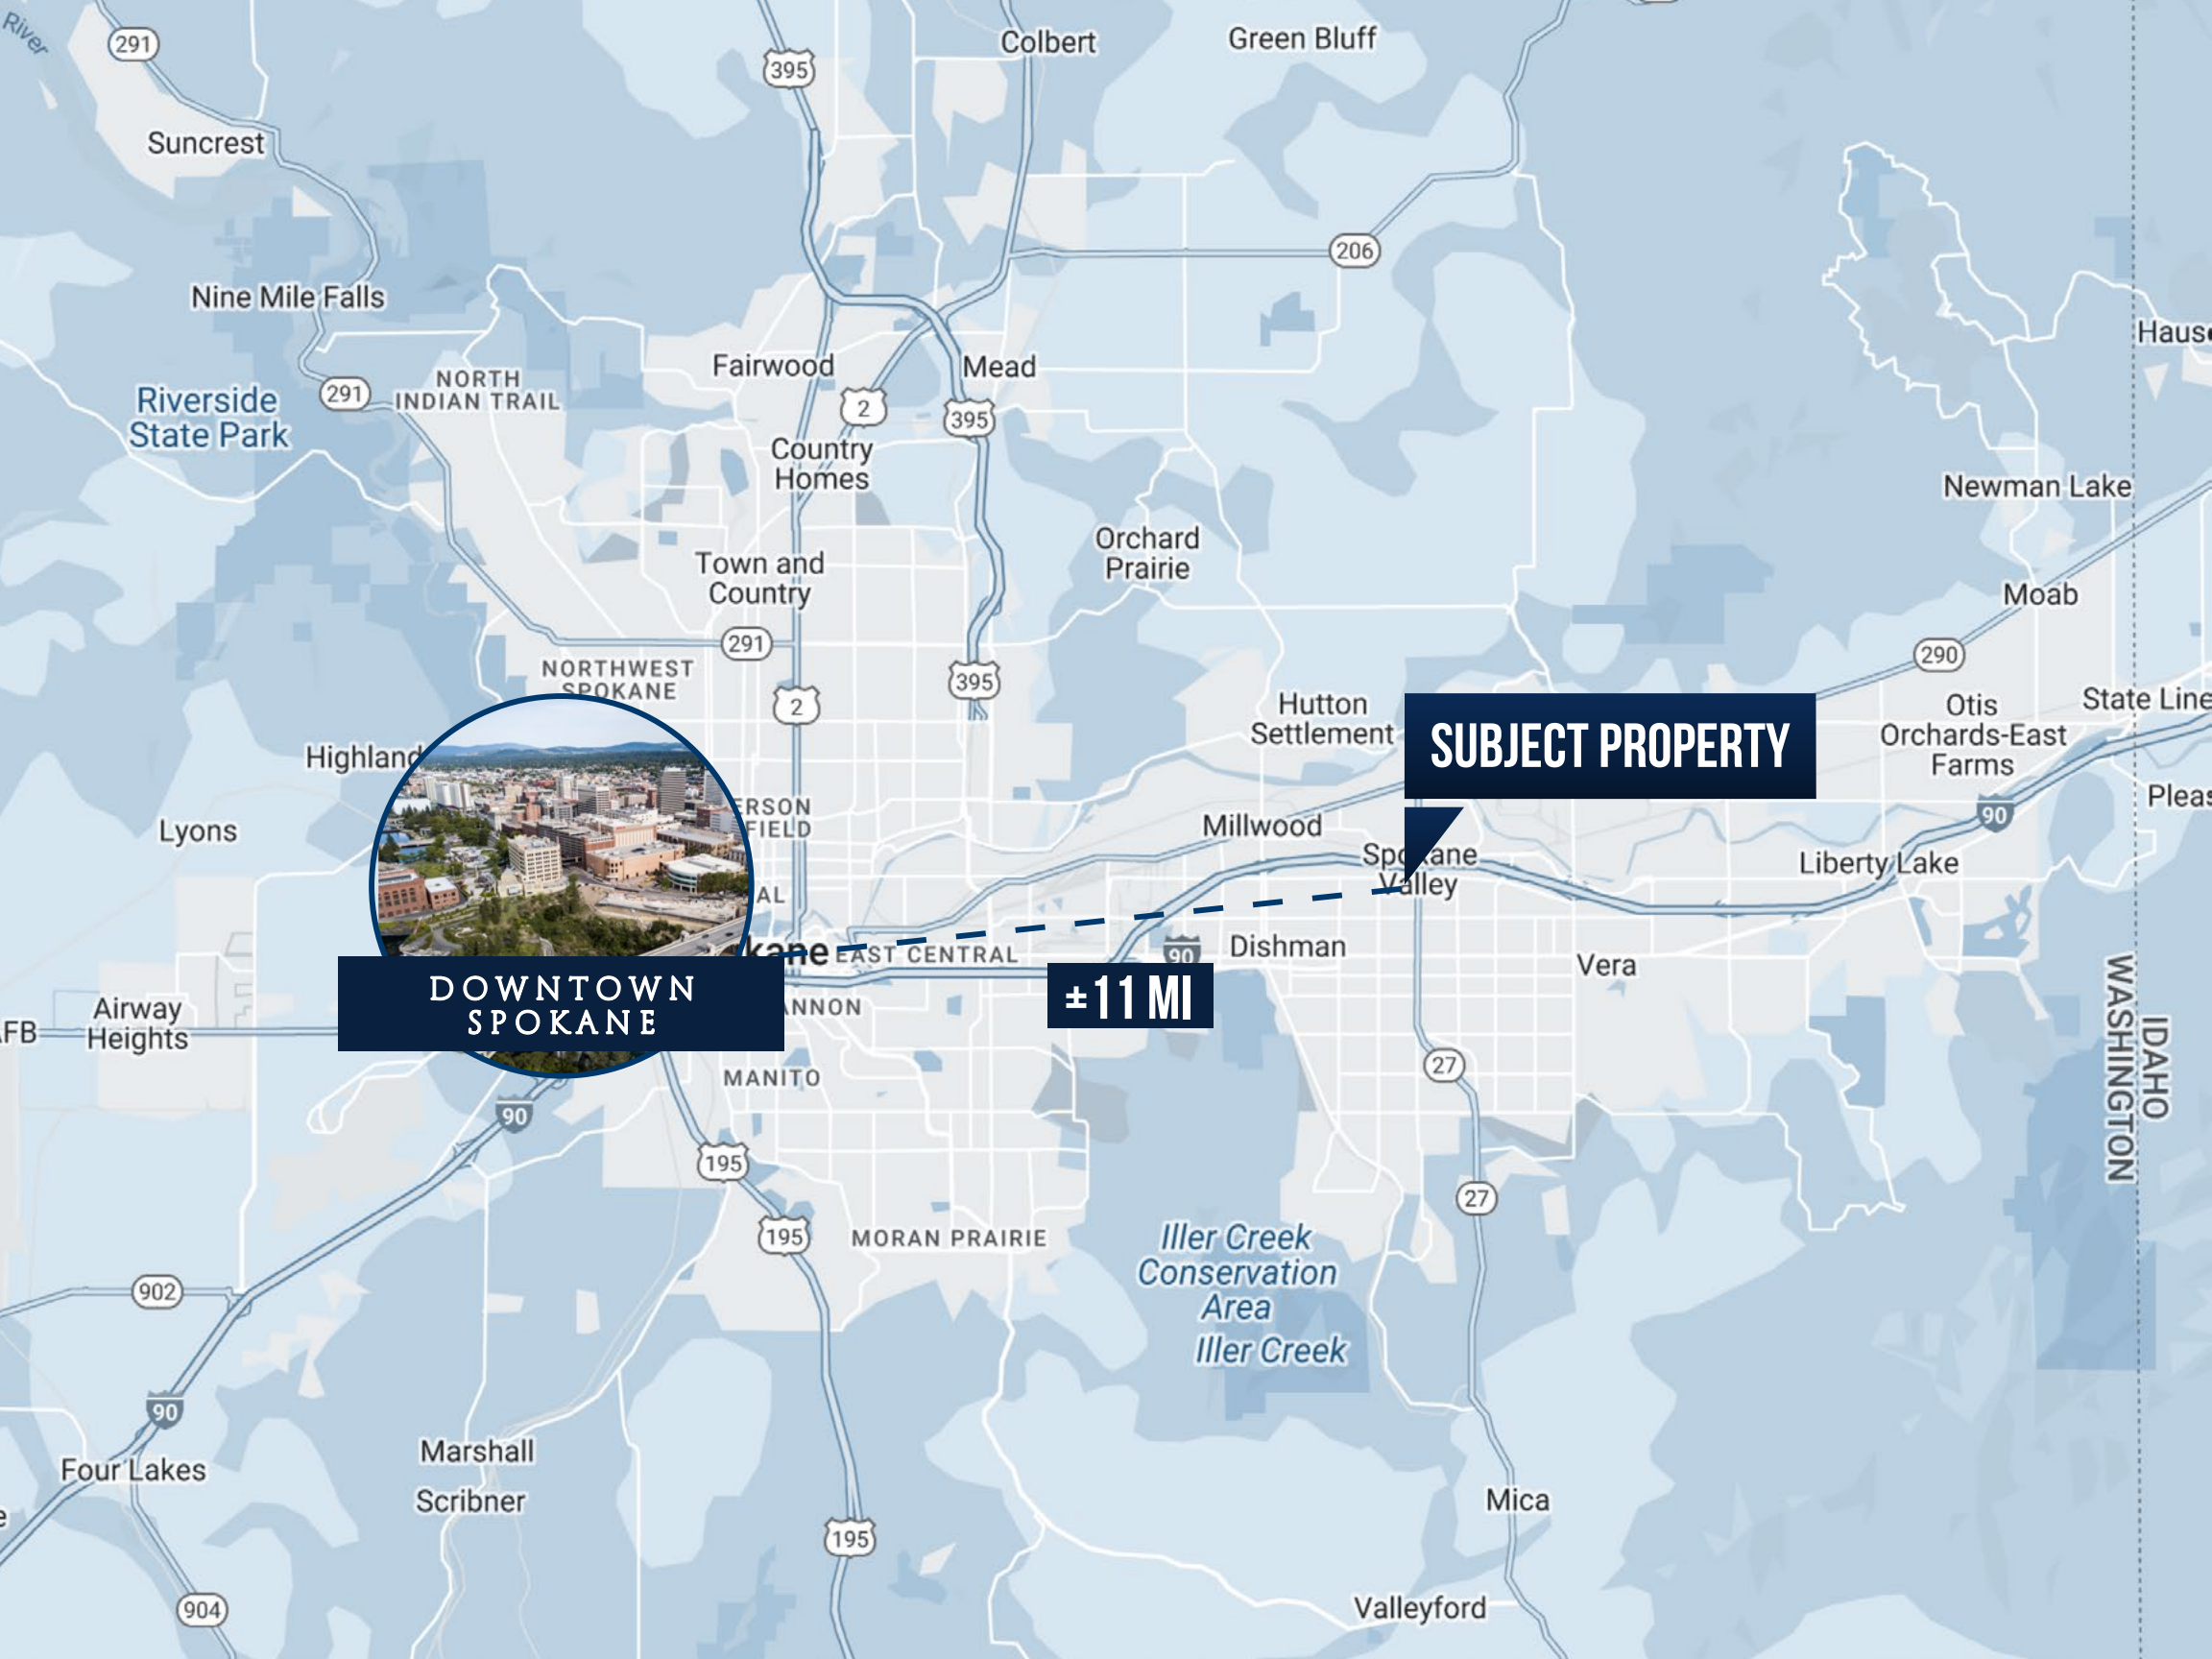 River
291
395
Colbert
Green Bluff
Suncrest
206
Nine Mile Falls
Fairwood
Mead
NORTH
INDIAN TRAIL
291
2
395
Riverside
State Park
Country
Homes
Newman Lake
Orchard
Prairie
Town and
Country
Moab
291
290
NORTHWEST
SPOKANE
395
2
Hutton
Settlement
SUBJECT PROPERTY
Otis
Orchards-East
Farms
State Line
Highland
90
Lyons
Millwood
Spokane
Valley
Liberty Lake
DOWNTOWN
SPOKANE
EAST CENTRAL
90
Dishman
Vera
±11 MI
Airway
Heights
MANITO
27
90
195
27
195
MORAN PRAIRIE
IDAHO
WASHINGTON
Iller Creek
Conservation
Area
Iller Creek
902
90
Four Lakes
Marshall
Scribner
Mica
195
904
Valleyford